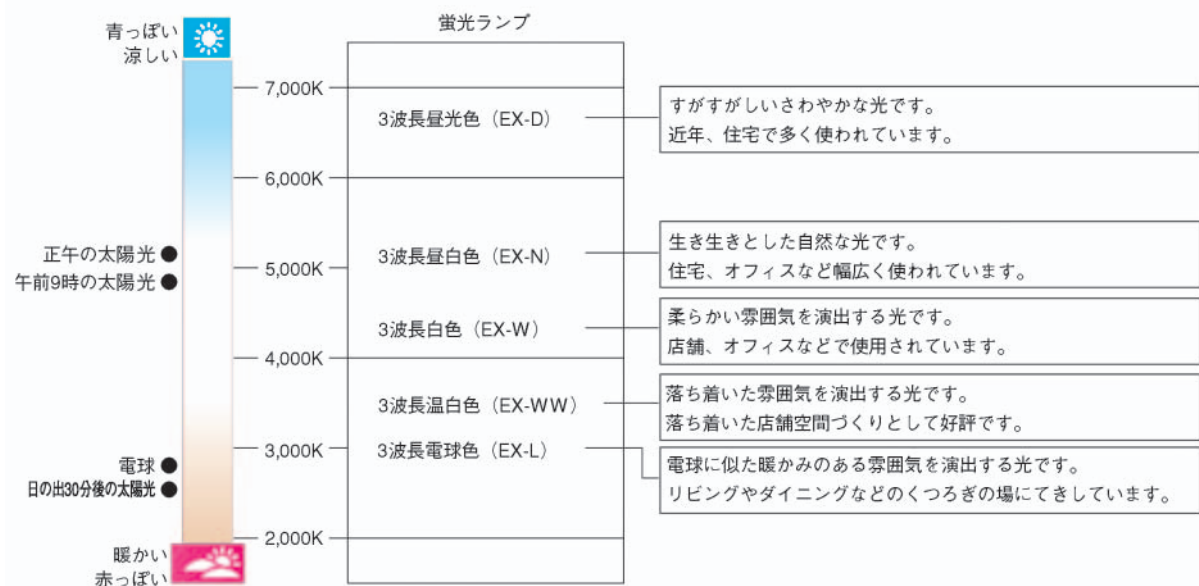 蛍光ランプ
青っぽい
涼しい
7,000K
3波長昼光色（EX-D）
すがすがしいさわやかな光です。
近年、住宅で多く使われています。
6,000K
正午の太陽光
午前9時の太陽光
5,000K
3波長昼白色（EX-N）
生き生きとした自然な光です。
住宅、オフィスなど幅広く使われています。
3波長白色（EX-W）
柔らかい雰囲気を演出する光です。
店舗、オフィスなどで使用されています。
4,000K
3波長温白色（EX-WW）
落ち着いた雰囲気を演出する光です。
落ち着いた店舗空間づくりとして好評です。
3,000K
3波長電球色（EX-L）
電球に似た暖かみのある雰囲気を演出する光です。
リビングやダイニングなどのくつろぎの場にてきしています。
電球
日の出30分後の太陽光
2,000K
暖かい
赤っぽい